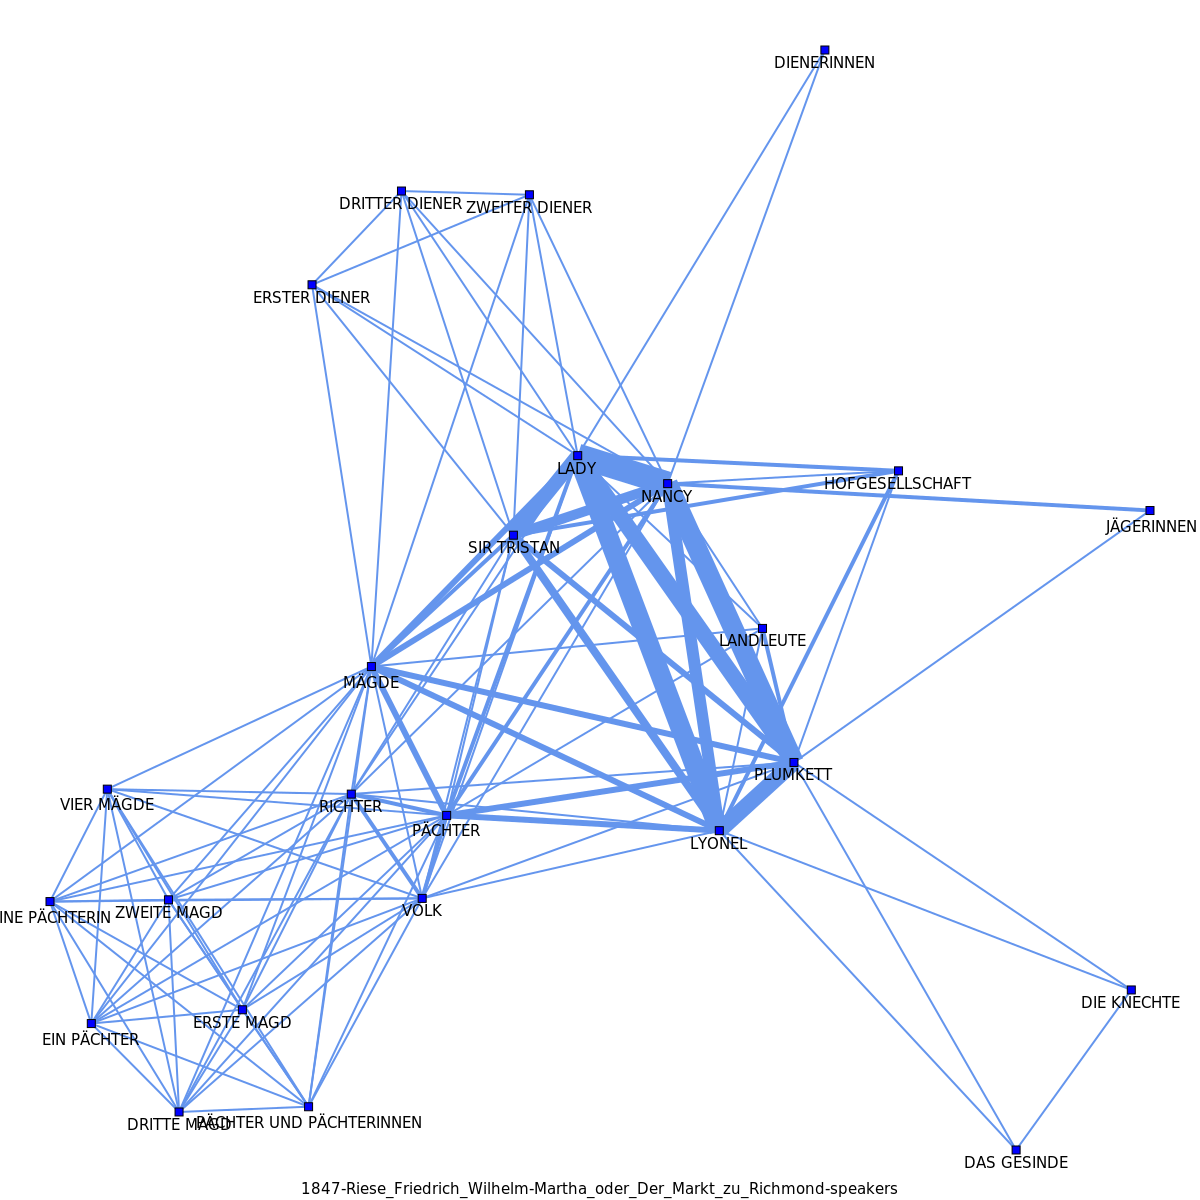 DIENERINNEN
DRITTER DIENER
ZWEITER DIENER
ERSTER DIENER
LADY
HOFGESELLSCHAFT
NANCY
JÄGERINNEN
SIR TRISTAN
LANDLEUTE
MÄGDE
PLUMKETT
VIER MÄGDE
RICHTER
PÄCHTER
LYONEL
INE PÄCHTERIN
ZWEITE MAGD
VOLK
DIE KNECHTE
ERSTE MAGD
EIN PÄCHTER
DRITTE MAGD
PÄCHTER UND PÄCHTERINNEN
DAS GESINDE
1847-Riese_Friedrich_Wilhelm-Martha_oder_Der_Markt_zu_Richmond-speakers